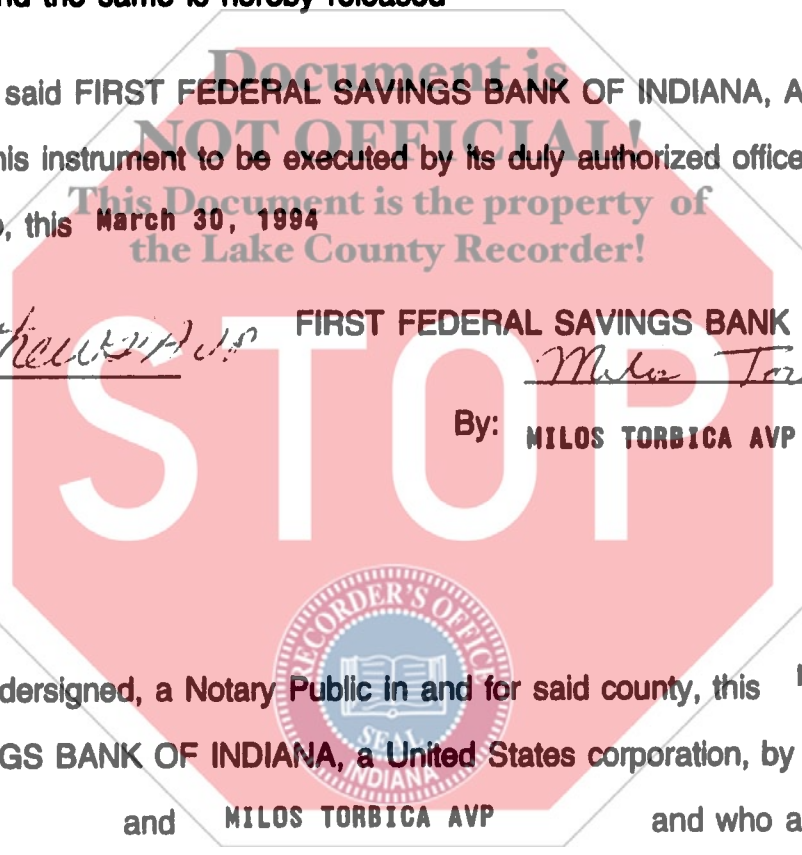 nd the same is hereby released
Document is
said FIRST FEDERAL SAVINGS BANK OF INDIANA, A
NOT OFFICIAL!
his instrument to be executed by its duly authorized office
This Document is the property of
, this March 30, 1994
the Lake County Recorder!
FIRST FEDERAL SAVINGS BANK
Milos Tor
By: MILOS TORBICA AVP
STOP
RECORDER'S OFFICE
dersigned, a Notary Public in and for said county, this
SEAL
GS BANK OF INDIANA, a United States corporation, by
INDIANA
and MILOS TORBICA AVP and who a